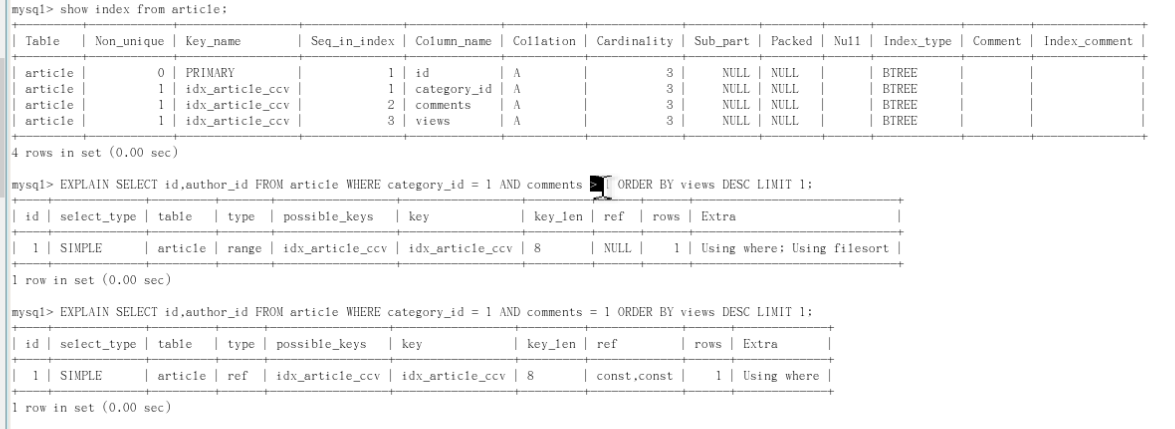 mysql> show index from article;
| Table | Non_unique | Key_name | Seq_in_index | Column_name | Collation | Cardinality | Sub_part | Packed | Null | Index_type | Comment | Index_comment |
| article | 0 | PRIMARY | 1 | id | A | 3 | NULL | NULL | | BTREE | | |
| article | 1 | idx_article_ccv | 1 | category_id | A | 3 | NULL | NULL | | BTREE | | |
| article | 1 | idx_article_ccv | 2 | comments | A | 3 | NULL | NULL | | BTREE | | |
| article | 1 | idx_article_ccv | 3 | views | A | 3 | NULL | NULL | | BTREE | | |
4 rows in set (0.00 sec)
mysql> EXPLAIN SELECT id,author_id FROM article WHERE category_id = 1 AND comments > 1 ORDER BY views DESC LIMIT 1;
| id | select_type | table | type | possible_keys | key | key_len | ref | rows | Extra |
| 1 | SIMPLE | article | range | idx_article_ccv | idx_article_ccv | 8 | NULL | 1 | Using where; Using filesort |
1 row in set (0.00 sec)
mysql> EXPLAIN SELECT id,author_id FROM article WHERE category_id = 1 AND comments = 1 ORDER BY views DESC LIMIT 1;
| id | select_type | table | type | possible_keys | key | key_len | ref | rows | Extra |
| 1 | SIMPLE | article | ref | idx_article_ccv | idx_article_ccv | 8 | const,const | 1 | Using where |
1 row in set (0.00 sec)